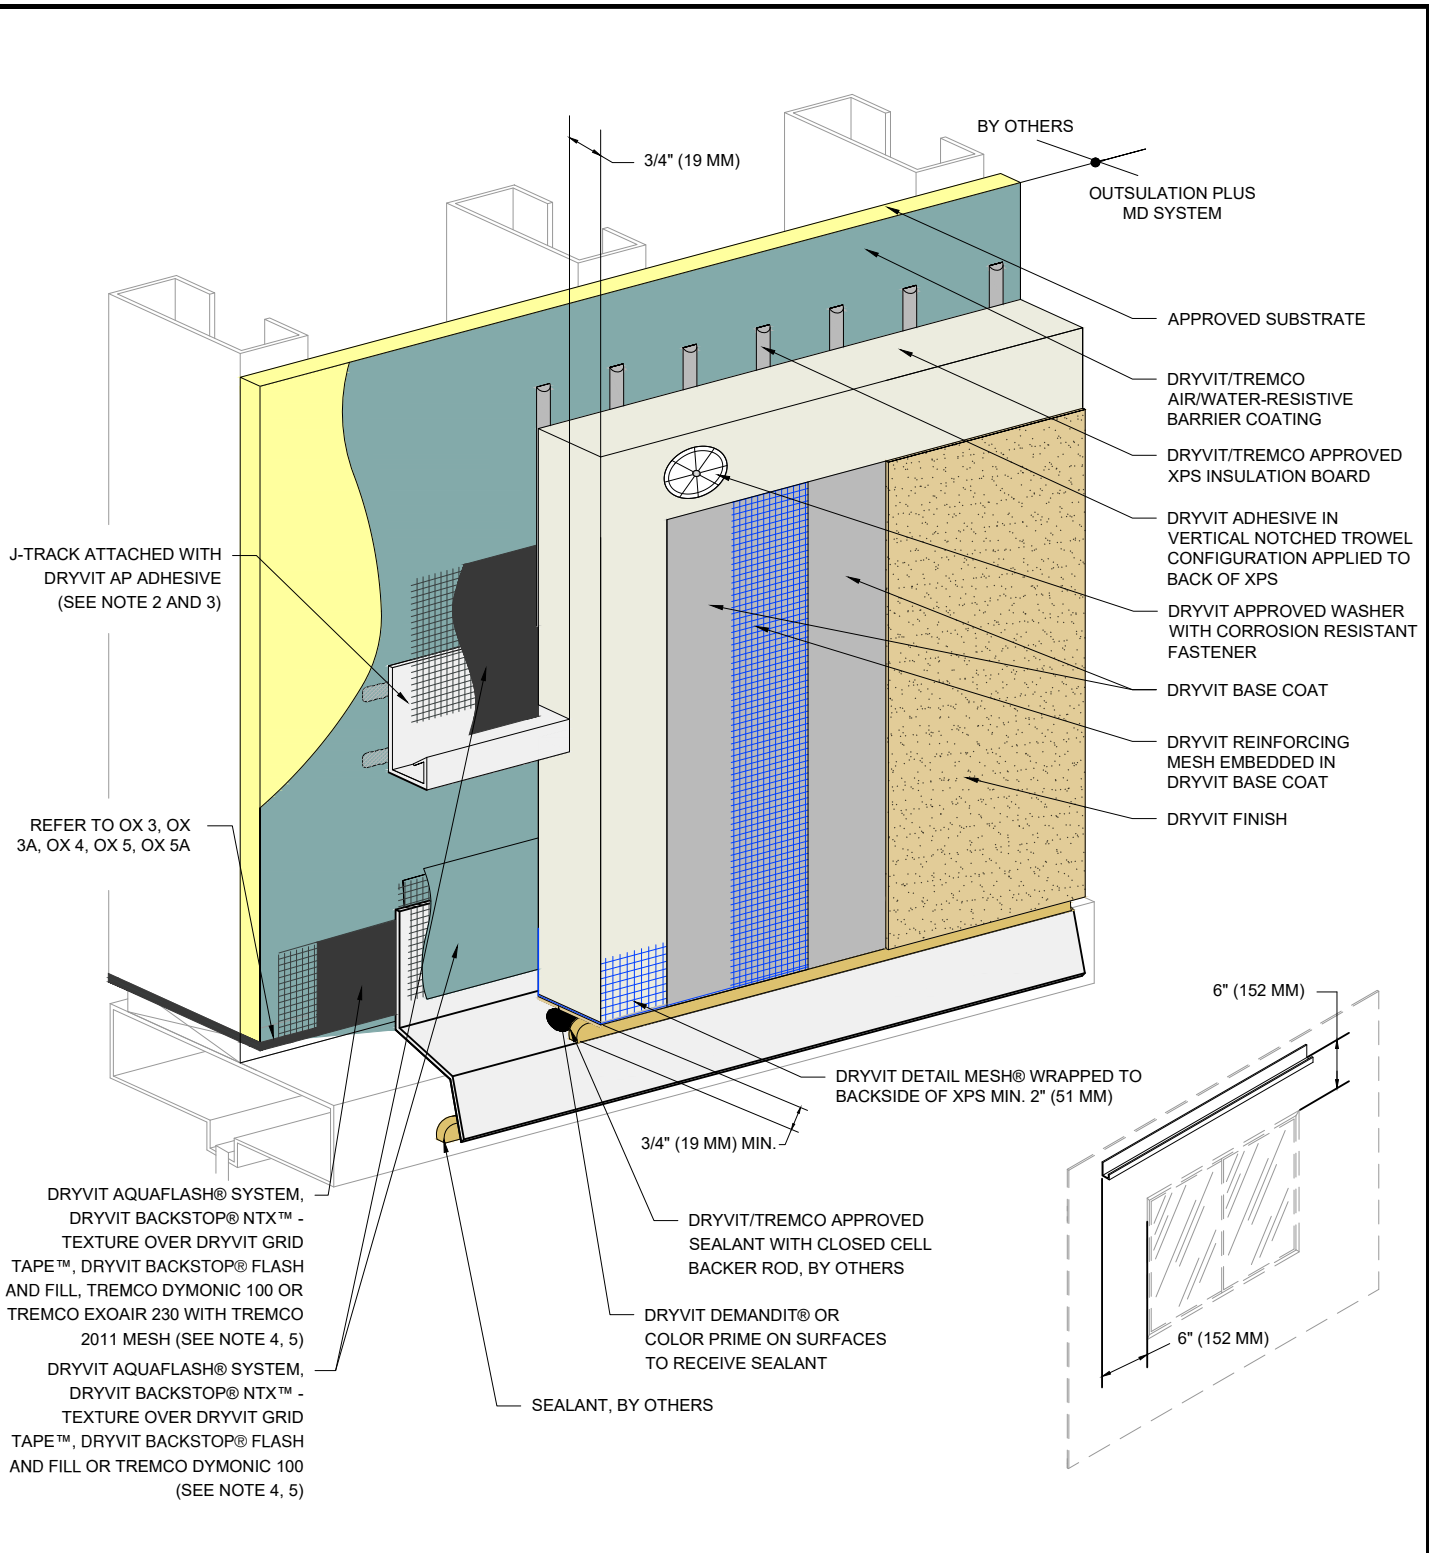 BY OTHERS
3/4" (19 MM)
OUTSULATION PLUS
MD SYSTEM
APPROVED SUBSTRATE
DRYVIT/TREMCO
AIR/WATER-RESISTIVE
BARRIER COATING
DRYVIT/TREMCO APPROVED
XPS INSULATION BOARD
DRYVIT ADHESIVE IN
VERTICAL NOTCHED TROWEL
CONFIGURATION APPLIED TO
BACK OF XPS
DRYVIT APPROVED WASHER
WITH CORROSION RESISTANT
FASTENER
DRYVIT BASE COAT
DRYVIT REINFORCING
MESH EMBEDDED IN
DRYVIT BASE COAT
DRYVIT FINISH
J-TRACK ATTACHED WITH
DRYVIT AP ADHESIVE
(SEE NOTE 2 AND 3)
REFER TO OX 3, OX
3A, OX 4, OX 5, OX 5A
6" (152 MM)
DRYVIT DETAIL MESH® WRAPPED TO
BACKSIDE OF XPS MIN. 2" (51 MM)
3/4" (19 MM) MIN.
DRYVIT AQUAFLASH® SYSTEM,
DRYVIT BACKSTOP® NTX™ -
TEXTURE OVER DRYVIT GRID
TAPE™, DRYVIT BACKSTOP® FLASH
AND FILL, TREMCO DYMONIC 100 OR
TREMCO EXOAIR 230 WITH TREMCO
2011 MESH (SEE NOTE 4, 5)
DRYVIT/TREMCO APPROVED
SEALANT WITH CLOSED CELL
BACKER ROD, BY OTHERS
DRYVIT DEMANDIT® OR
COLOR PRIME ON SURFACES
TO RECEIVE SEALANT
6" (152 MM)
DRYVIT AQUAFLASH® SYSTEM,
DRYVIT BACKSTOP® NTX™ -
TEXTURE OVER DRYVIT GRID
TAPE™, DRYVIT BACKSTOP® FLASH
AND FILL OR TREMCO DYMONIC 100
(SEE NOTE 4, 5)
SEALANT, BY OTHERS